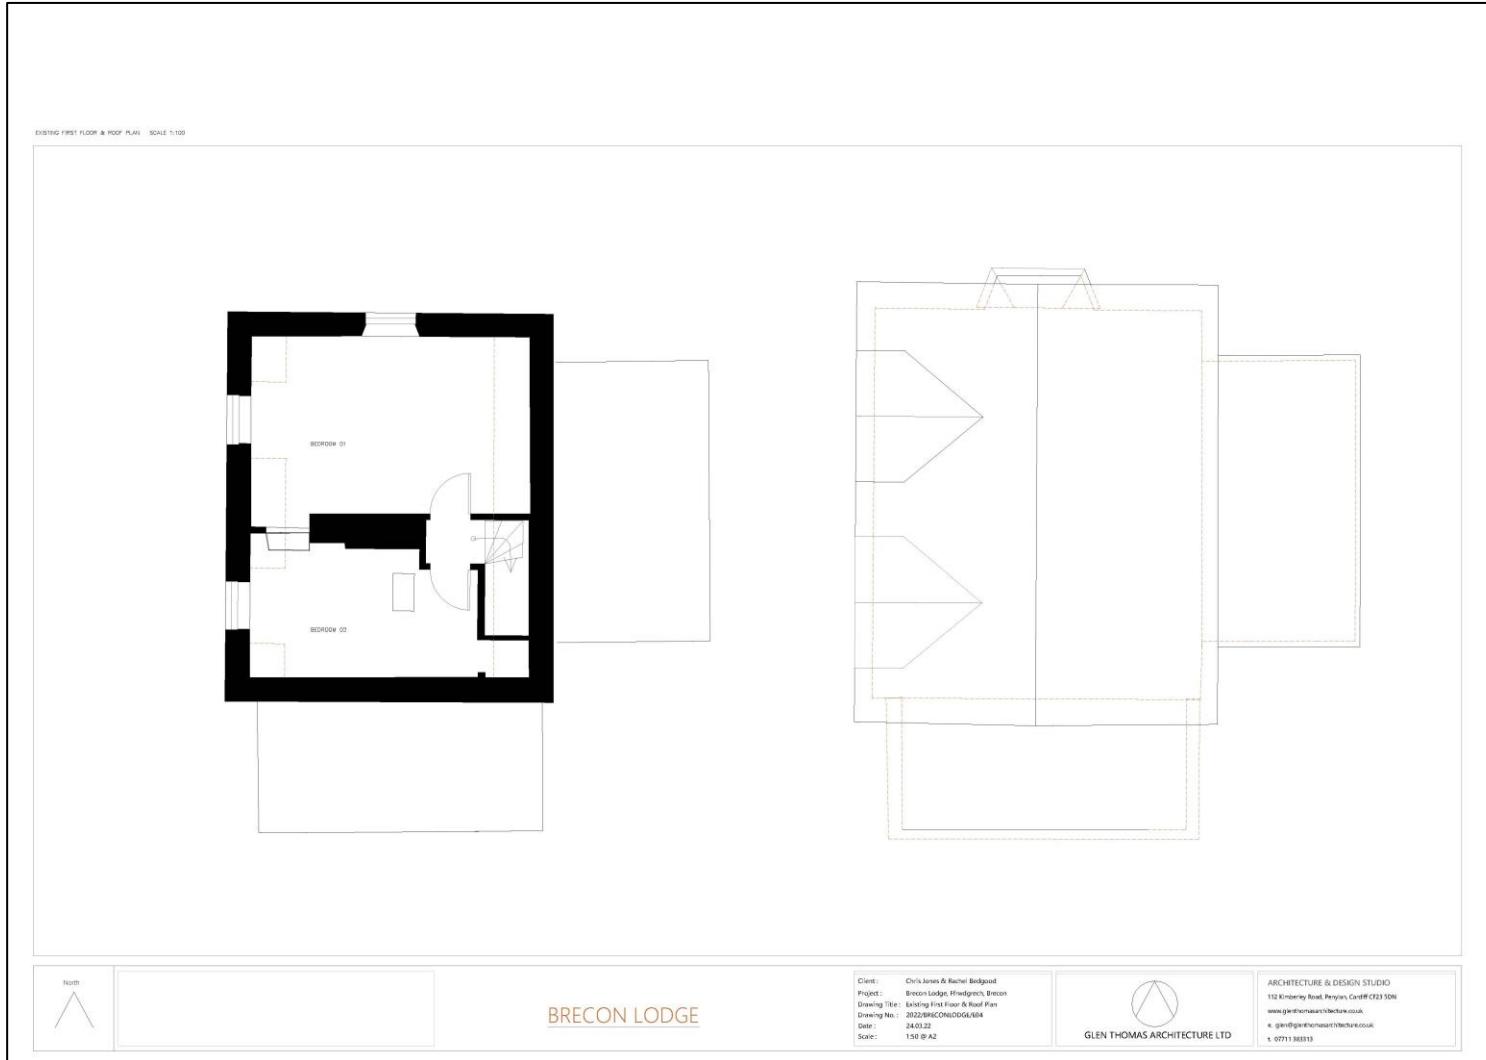 EXISTING FIRST FLOOR & ROOF PLAN SCALE 1:100
BEDROOM 01
BEDROOM 03
North
BRECON LODGE
Client : Chris Jones & Rachel Bedgood
Project : Brecon Lodge, Ffrwdgrech, Brecon
Drawing Title : Existing First Floor & Roof Plan
Drawing No. : 2022/BRECONLODGE/E04
Date : 24.03.22
Scale : 1:50 @ A2
GLEN THOMAS ARCHITECTURE LTD
ARCHITECTURE & DESIGN STUDIO
112 Kimberley Road, Penylan, Cardiff CF23 5DN
www.glenthomasarchitecture.co.uk
e. glen@glenthomasarchitecture.co.uk
t. 07711 383313